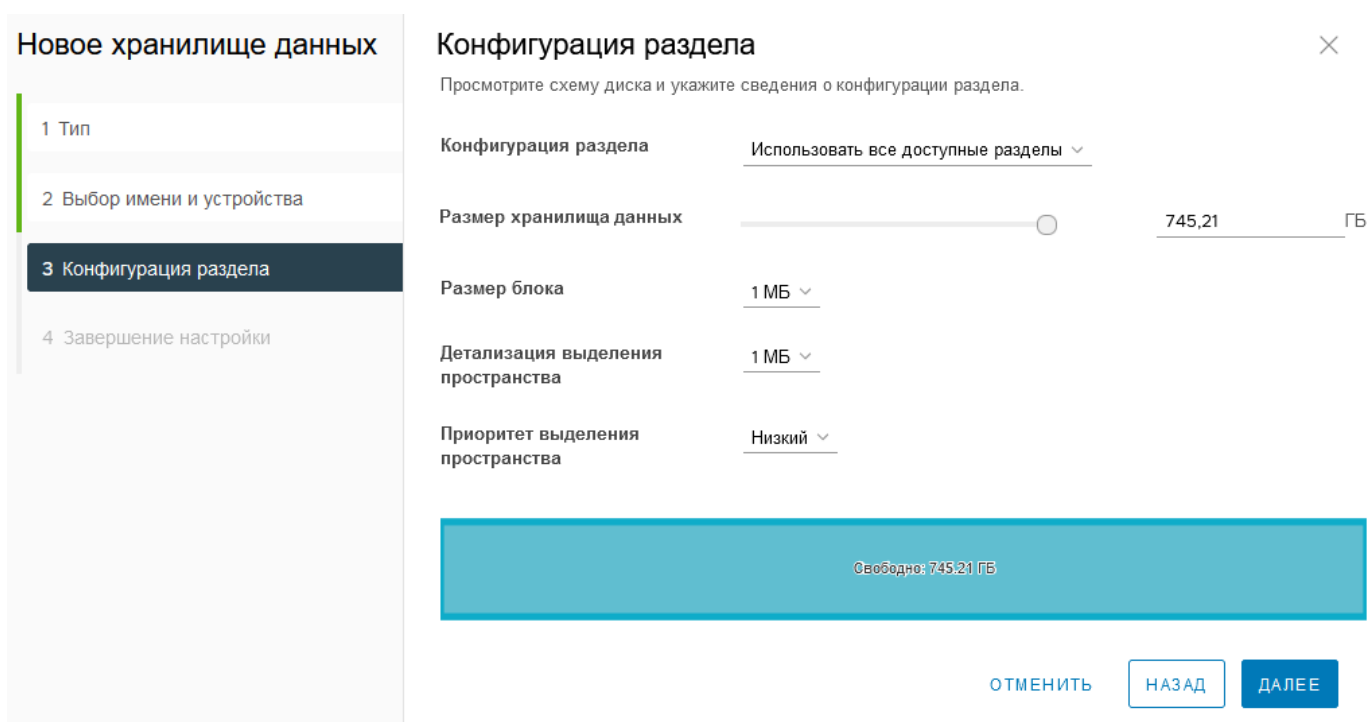 Новое хранилище данных
1 Тип
2 Выбор имени и устройства
3 Конфигурация раздела
4 Завершение настройки
Конфигурация раздела
Просмотрите схему диска и укажите сведения о конфигурации раздела.
Конфигурация раздела
Использовать все доступные разделы
Размер хранилища данных
745,21 ГБ
Размер блока
1 МБ
Детализация выделения
пространства
1 МБ
Приоритет выделения
пространства
Низкий
Свободно: 745.21 ГБ
ОТМЕНИТЬ
НАЗАД
ДАЛЕЕ